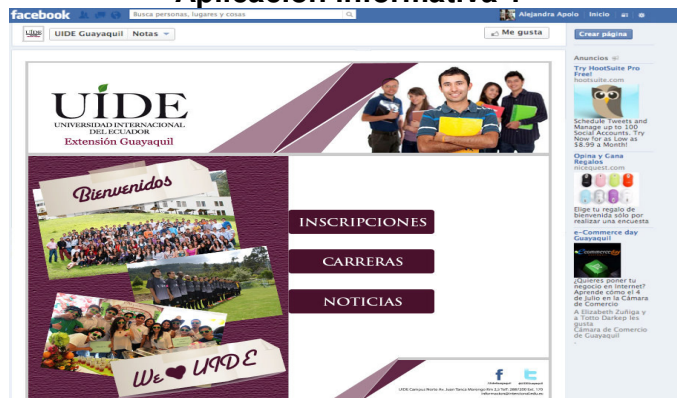 Aplicación Informativa 1
facebook
Busca personas, lugares y cosas
Alejandra Apolo Inicio
UIDE UIDE Guayaquil Notas
Me gusta
Crear página
UIDE
UNIVERSIDAD INTERNACIONAL
DEL ECUADOR
Extensión Guayaquil
Bienvenidos
We UIDE
INSCRIPCIONES
CARRERAS
NOTICIAS
Anuncios
Try HootSuite Pro
Free!
hootsuite.com
Schedule Tweets and
Manage up to 100
Social Accounts. Try
Now for as Low as
$8.99 a Month!
Opina y Gana
Regalos
nicequest.com
Elige tu regalo de
bienvenida sólo por
realizar una encuesta
e-Commerce day
Guayaquil
¿Quieres poner tu
negocio en Internet?
Aprende cómo el 4
de Julio en la Cámara
de Comercio
A Elizabeth Zuñiga y
a Totto Darkep les
gusta
Cámara de Comercio
de Guayaquil